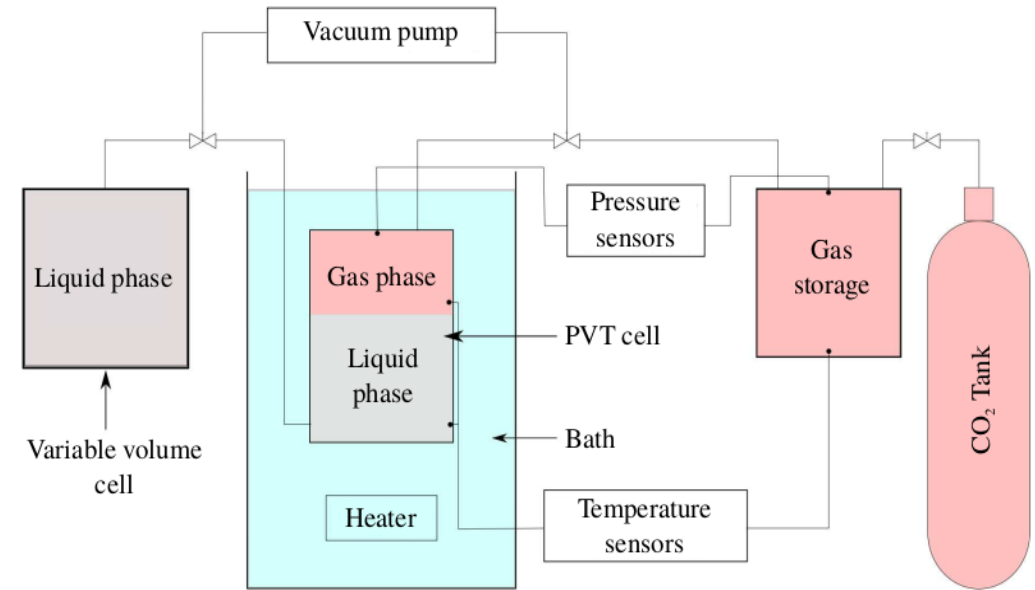 Vacuum pump
Liquid phase
Variable volume
cell
Gas phase
Liquid
phase
Heater
Pressure
sensors
PVT cell
Bath
Temperature
sensors
Gas
storage
CO₂ Tank